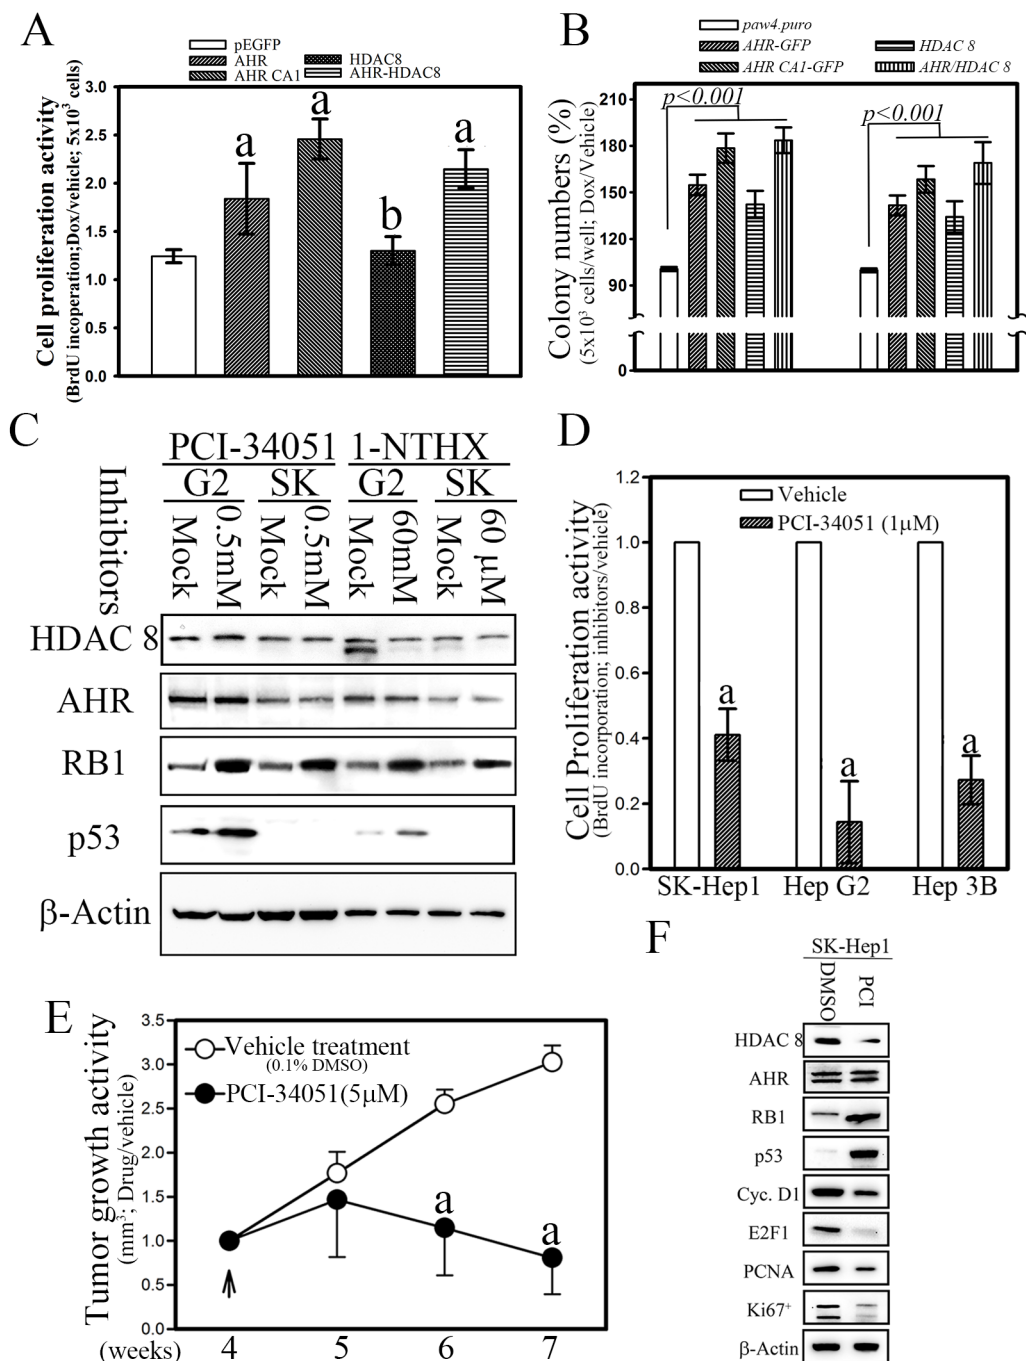 A
pEGFP
AHR
AHR CA1
HDAC8
AHR-HDAC8
Cell proliferation activity
(BrdU incoperation;Dox/vehicle; 5x10³ cells)
3.0
2.5
2.0
1.5
1.0
0.5
0.0
a
a
b
a
B
paw4.puro
AHR-GFP
AHR CA1-GFP
HDAC 8
AHR/HDAC 8
Colony numbers (%)
(5x10³ cells/well; Dox/Vehicle)
210
180
150
120
90
0
p<0.001
p<0.001
C
Inhibitors
PCI-34051 1-NTHX
G2 SK G2 SK
Mock 0.5mM Mock 0.5mM Mock 60mM Mock 60 μM
HDAC 8
AHR
RB1
p53
β-Actin
D
Cell Proliferation activity
(BrdU incorporation; inhibitors/vehicle)
1.2
1.0
0.8
0.6
0.4
0.2
0.0
Vehicle
PCI-34051 (1μM)
a
a
a
SK-Hep1 Hep G2 Hep 3B
E
Tumor growth activity
(mm³; Drug/vehicle)
3.5
3.0
2.5
2.0
1.5
1.0
0.5
0.0
Vehicle treatment
(0.1% DMSO)
PCI-34051(5μM)
a
a
(weeks) 4 5 6 7
F
SK-Hep1
DMSO PCI
HDAC 8
AHR
RB1
p53
Cyc. D1
E2F1
PCNA
Ki67⁺
β-Actin